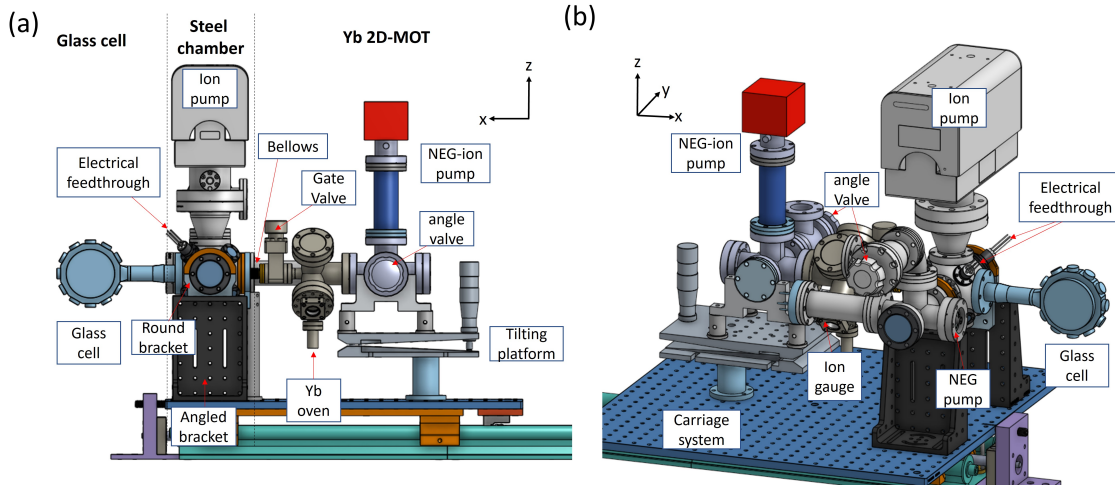 (a)
Glass cell
Steel
chamber
Yb 2D-MOT
Ion
pump
z
x
Electrical
feedthrough
Bellows
Gate
Valve
NEG-ion
pump
angle
valve
Glass
cell
Round
bracket
Angled
bracket
Yb
oven
Tilting
platform
(b)
z
y
x
NEG-ion
pump
Ion
pump
angle
Valve
Electrical
feedthrough
Ion
gauge
NEG
pump
Glass
cell
Carriage
system